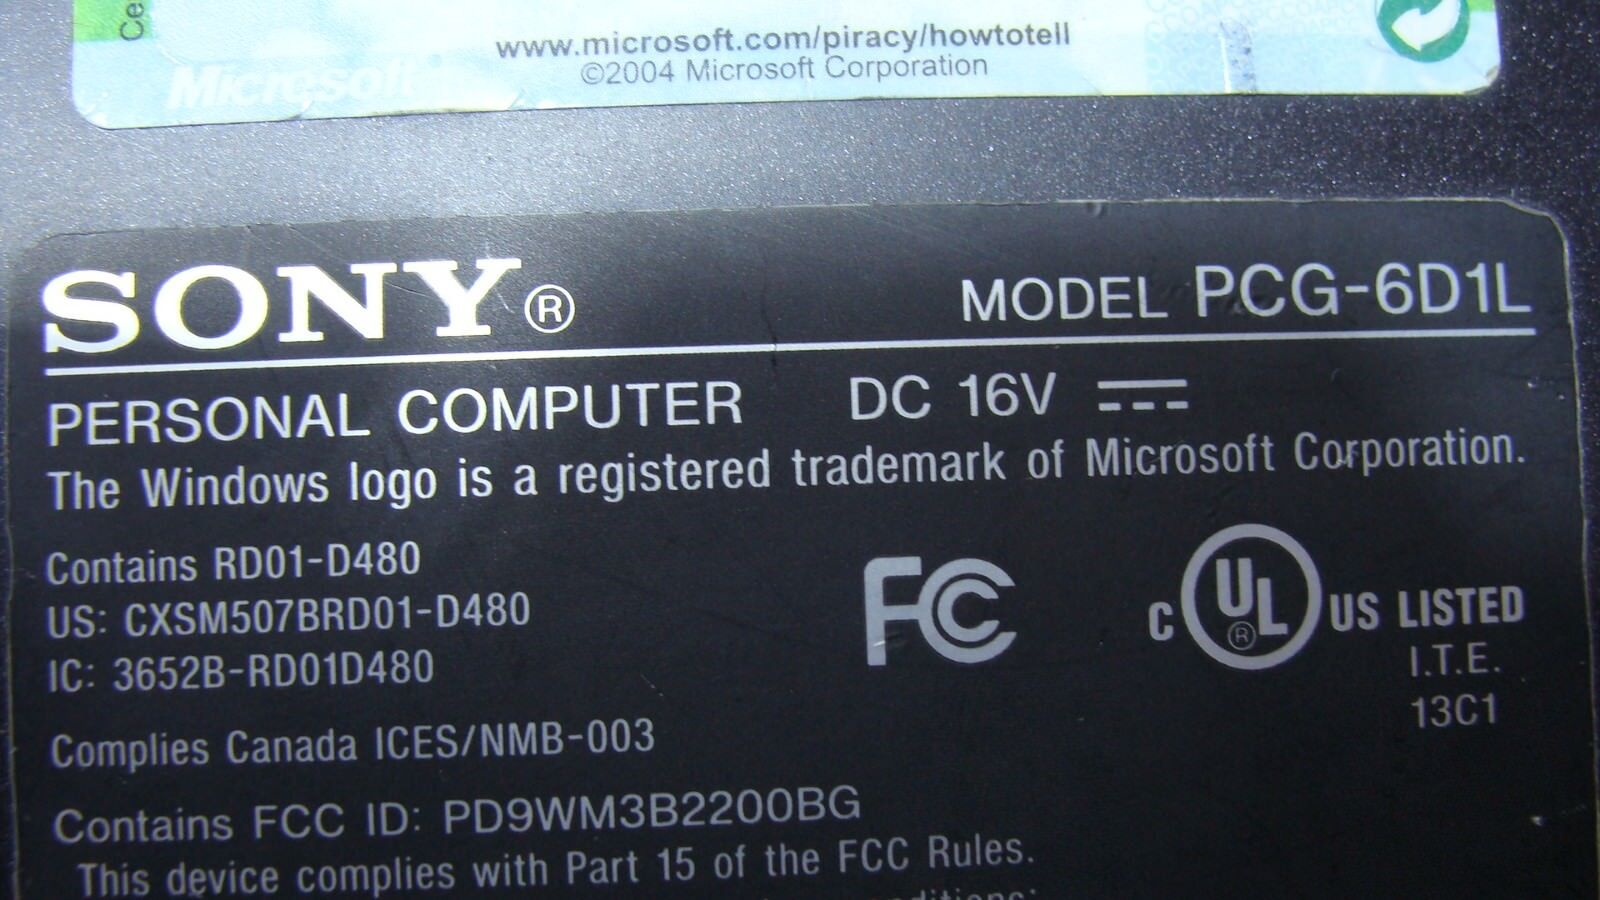 Ce
www.microsoft.com/piracy/howtotell
Microsoft
©2004 Microsoft Corporation
SONY®
MODEL PCG-6D1L
PERSONAL COMPUTER DC 16V
The Windows logo is a registered trademark of Microsoft Corporation.
Contains RD01-D480
US: CXSM507BRD01-D480
IC: 3652B-RD01D480
FC
C UL® US LISTED
I.T.E.
13C1
Complies Canada ICES/NMB-003
Contains FCC ID: PD9WM3B2200BG
This device complies with Part 15 of the FCC Rules.